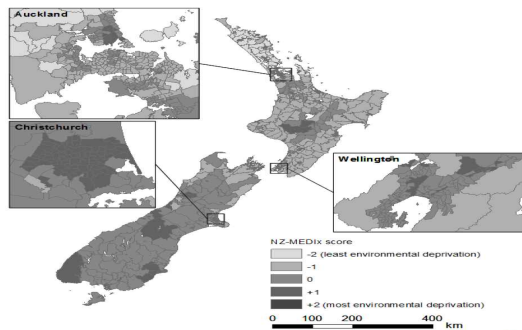 Auckland
Christchurch
Wellington
NZ-MEDIx score
-2 (least environmental deprivation)
-1
0
+1
+2 (most environmental deprivation)
0 100 200 400
km